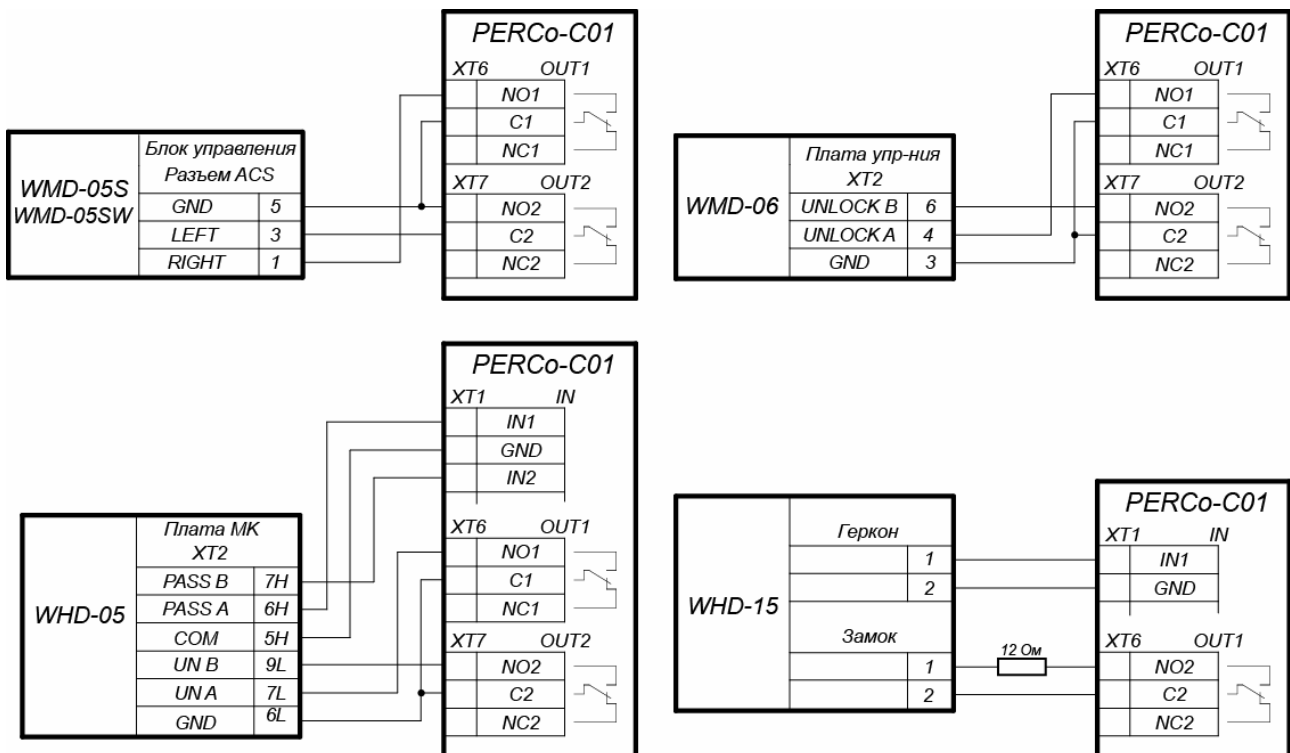 PERCo-C01
XT6 OUT1
NO1
C1
NC1
XT7 OUT2
NO2
C2
NC2
WMD-05S
WMD-05SW
Блок управления
Разъем ACS
GND 5
LEFT 3
RIGHT 1
PERCo-C01
XT6 OUT1
NO1
C1
NC1
XT7 OUT2
NO2
C2
NC2
WMD-06
Плата упр-ния
XT2
UNLOCK B 6
UNLOCK A 4
GND 3
PERCo-C01
XT1 IN
IN1
GND
IN2
XT6 OUT1
NO1
C1
NC1
XT7 OUT2
NO2
C2
NC2
WHD-05
Плата МК
XT2
PASS B 7H
PASS A 6H
COM 5H
UN B 9L
UN A 7L
GND 6L
WHD-15
Геркон
1
2
Замок
1
2
12 Ом
PERCo-C01
XT1 IN
IN1
GND
XT6 OUT1
NO2
C2
NC2